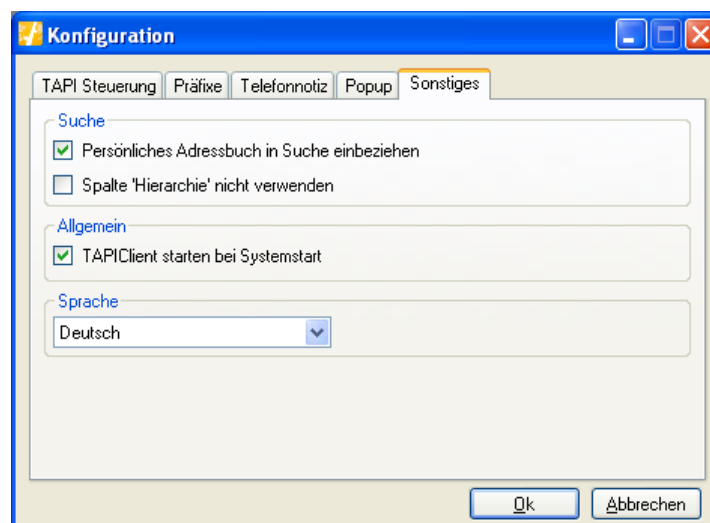 Konfiguration
TAPI Steuerung Präfixe Telefonnotiz Popup Sonstiges
Suche
Persönliches Adressbuch in Suche einbeziehen
Spalte 'Hierarchie' nicht verwenden
Allgemein
TAPIClient starten bei Systemstart
Sprache
Deutsch
Ok Abbrechen